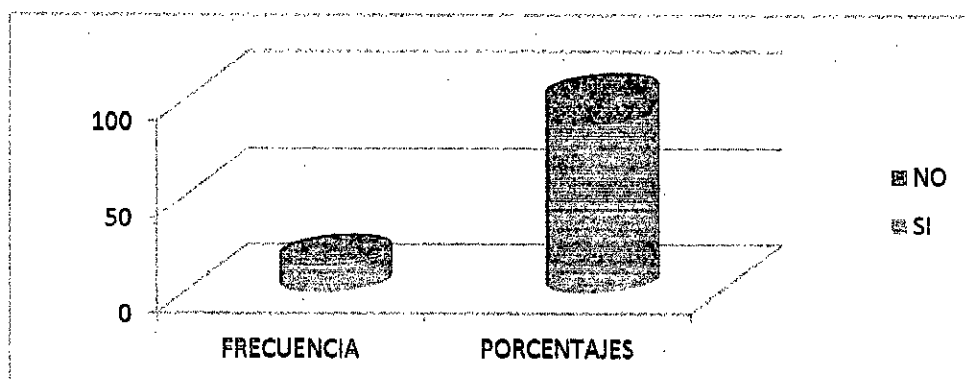 100
50
0
FRECUENCIA
PORCENTAJES
NO
SI